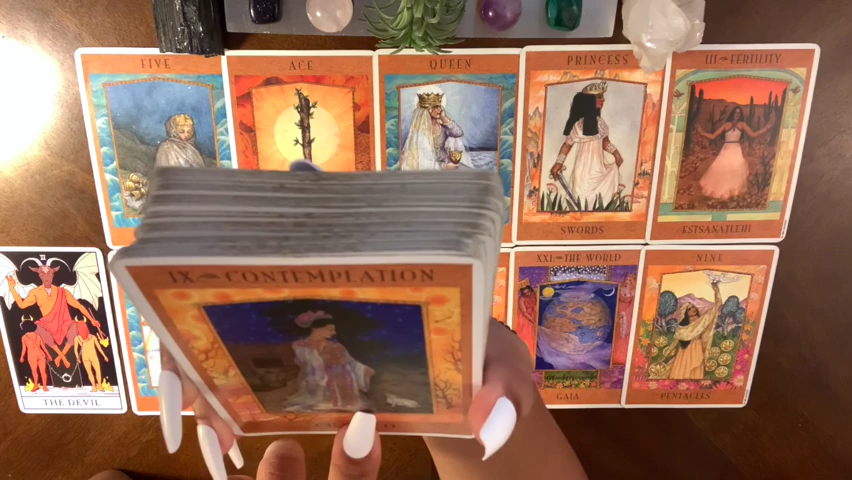 FIVE
ACE
QUEEN
PRINCESS
III FERTILITY
SWORDS
ESTSANATLEHI
IX CONTEMPLATION
XXI THE WORLD
NINE
THE DEVIL
GAIA
PENTACLES